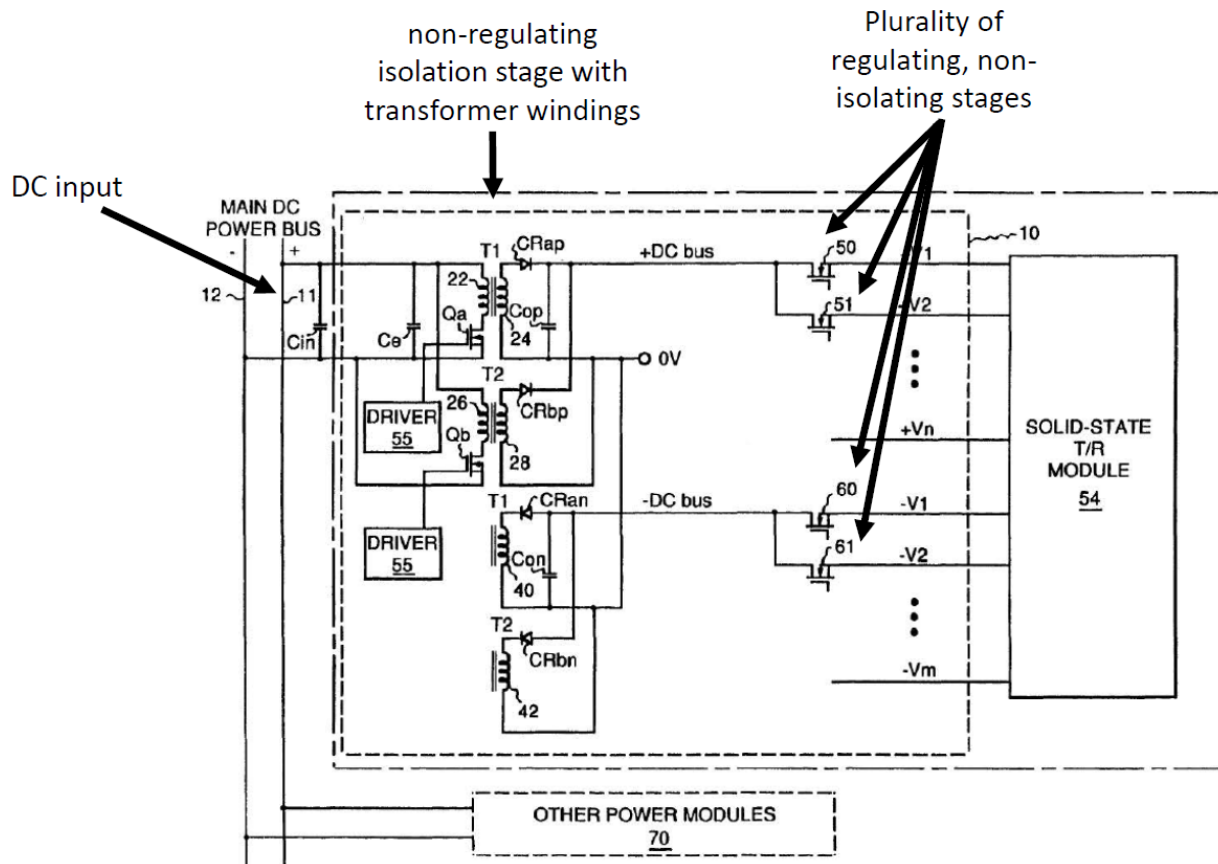 non-regulating
isolation stage with
transformer windings
Plurality of
regulating, non-
isolating stages
DC input
MAIN DC
POWER BUS
- +
12
11
Cin
Ce
T1
22
Qa
24
CRap
Cop
+DC bus
0V
T2
26
Qb
28
CRbp
DRIVER
55
DRIVER
55
T1
CRan
Con
40
-DC bus
T2
CRbn
42
50
+V1
51
+V2
+Vn
60
-V1
61
-V2
-Vm
10
SOLID-STATE
T/R
MODULE
54
OTHER POWER MODULES
70